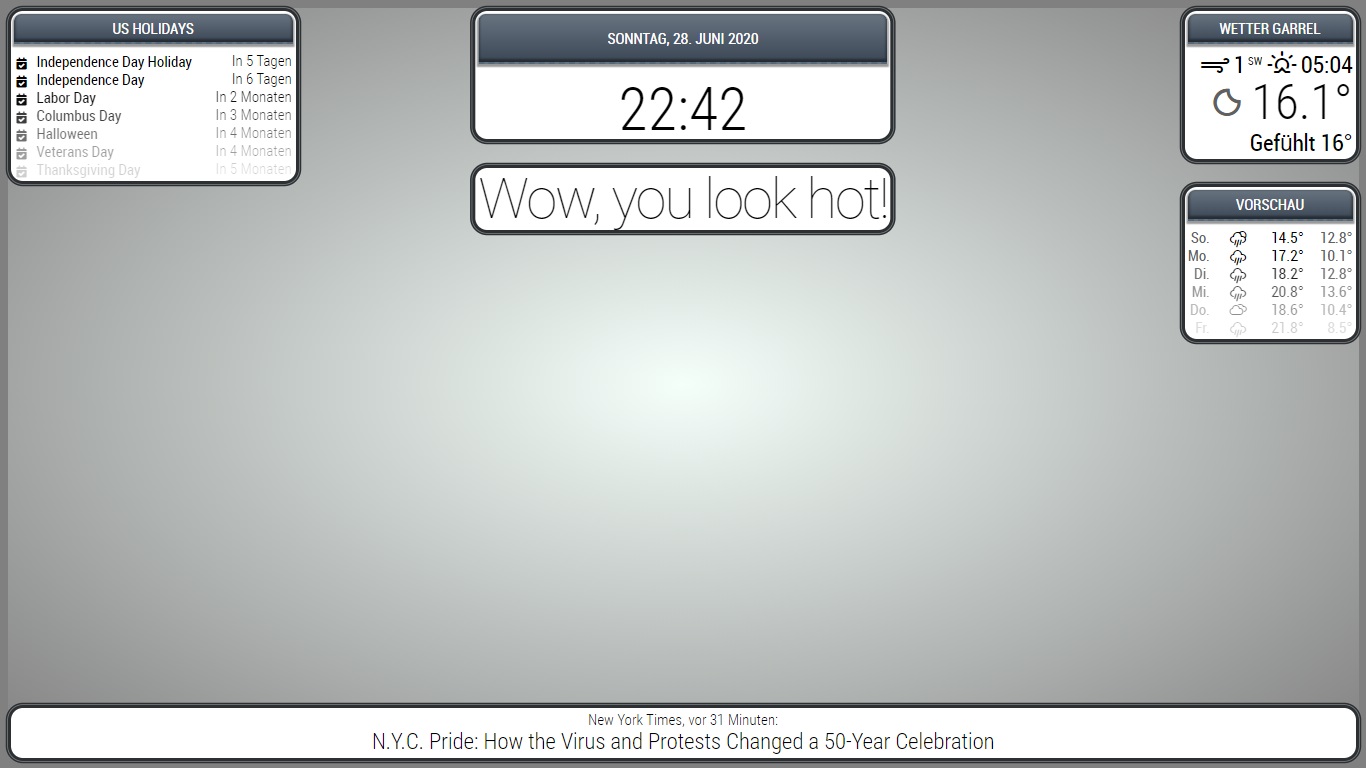 US HOLIDAYS
Independence Day Holiday In 5 Tagen
Independence Day In 6 Tagen
Labor Day In 2 Monaten
Columbus Day In 3 Monaten
Halloween In 4 Monaten
Veterans Day In 4 Monaten
Thanksgiving Day In 5 Monaten
SONNTAG, 28. JUNI 2020
22:42
Wow, you look hot!
WETTER GARREL
1 SW 05:04
16.1°
Gefühlt 16°
VORSCHAU
So. 14.5° 12.8°
Mo. 17.2° 10.1°
Di. 18.2° 12.8°
Mi. 20.8° 13.6°
Do. 18.6° 10.4°
Fr. 21.8° 8.5°
New York Times, vor 31 Minuten:
N.Y.C. Pride: How the Virus and Protests Changed a 50-Year Celebration